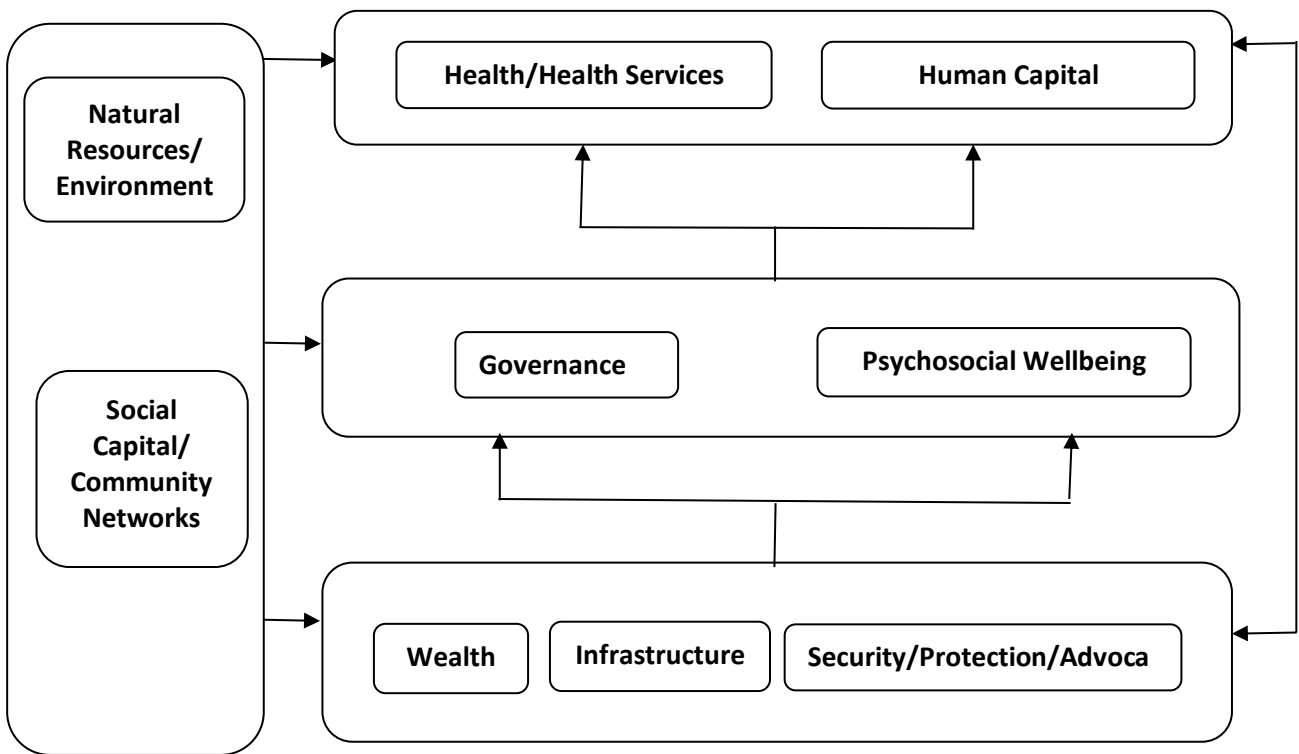 Natural
Resources/
Environment
Social
Capital/
Community
Networks
Health/Health Services
Human Capital
Governance
Psychosocial Wellbeing
Wealth
Infrastructure
Security/Protection/Advoca